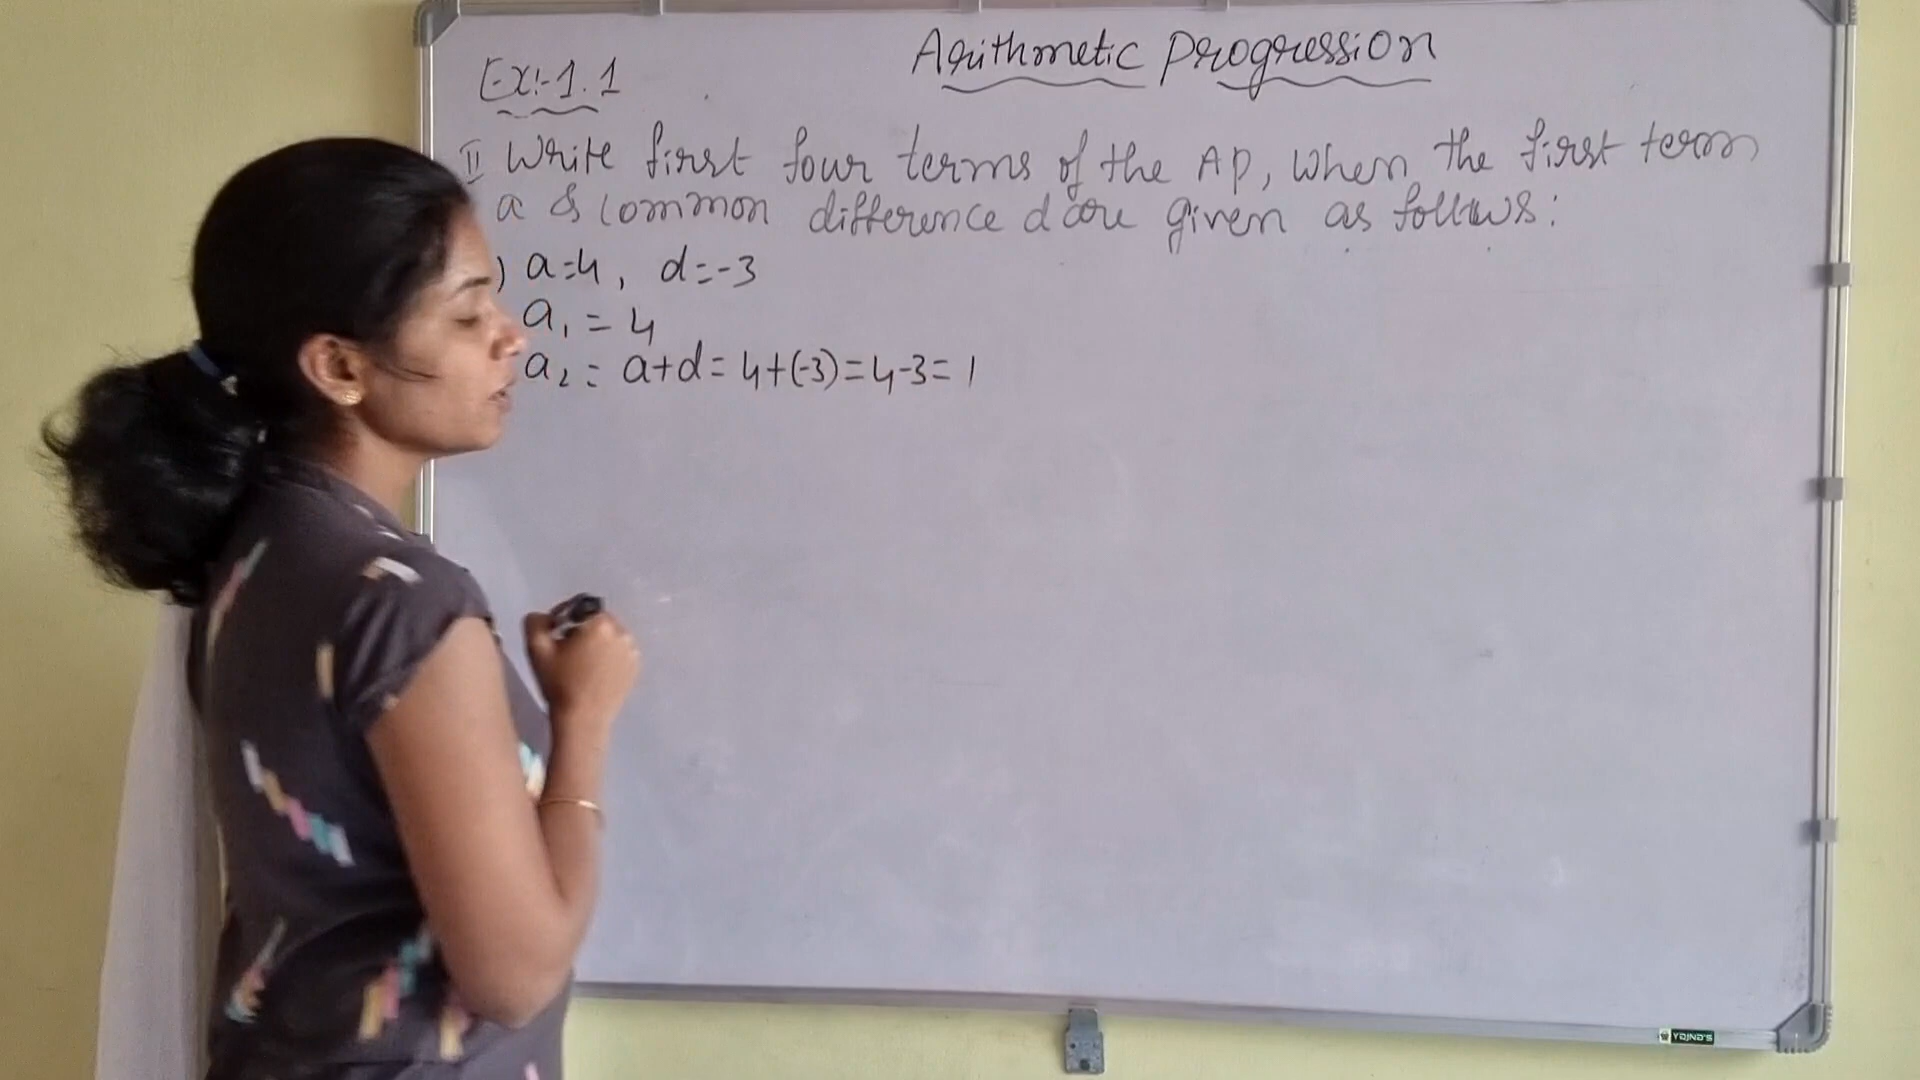 Arithmetic Progression
Ex:-1.1
II Write first four terms of the AP, when the first term
a & common difference d are given as follows:
) a=4, d=-3
a₁ = 4
a₂ = a+d = 4+(-3)=4-3=1
YAJNO'S